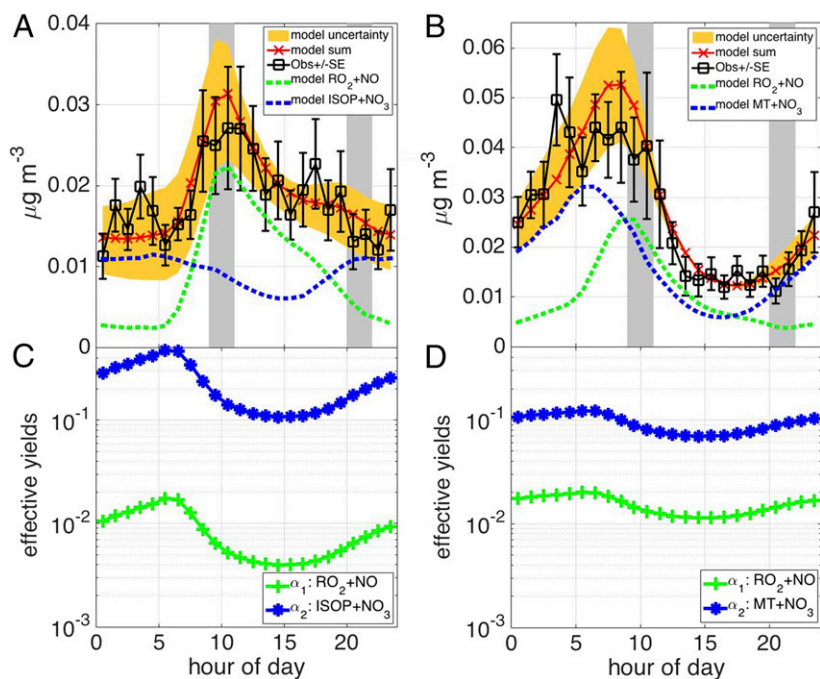 A
model uncertainty
model sum
Obs+/-SE
model RO₂+NO
model ISOP+NO₃
μg m⁻³
0.04
0.03
0.02
0.01
0
B
model uncertainty
model sum
Obs+/-SE
model RO₂+NO
model MT+NO₃
μg m⁻³
0.06
0.05
0.04
0.03
0.02
0.01
0
C
effective yields
10⁻¹
10⁻²
10⁻³
α₁: RO₂+NO
α₂: ISOP+NO₃
0 5 10 15 20
hour of day
D
effective yields
10⁻¹
10⁻²
10⁻³
α₁: RO₂+NO
α₂: MT+NO₃
0 5 10 15 20
hour of day